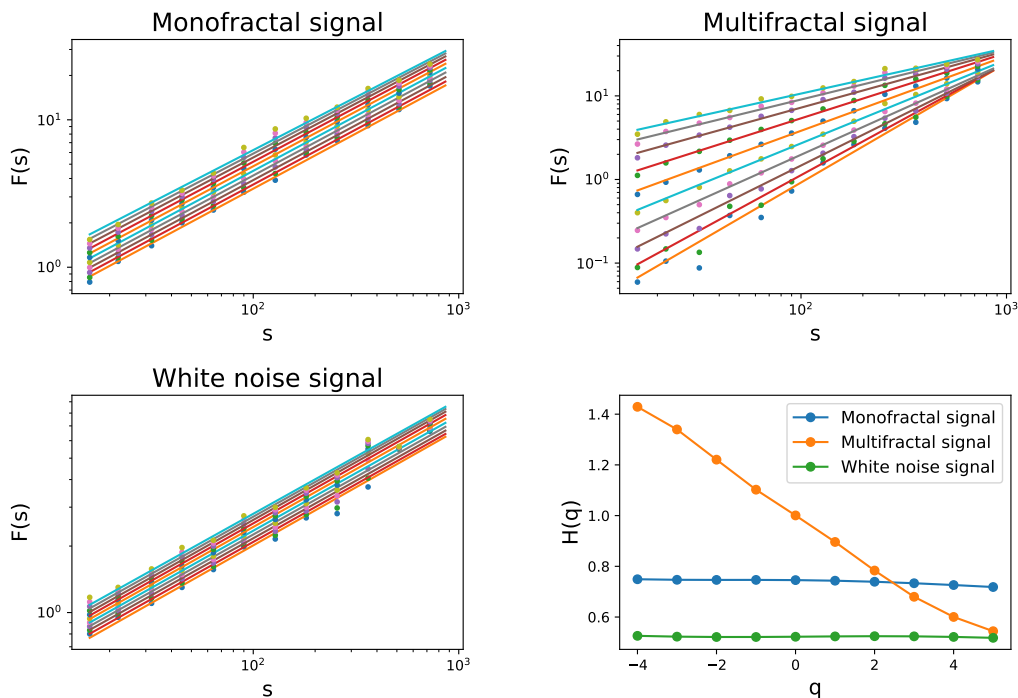 Monofractal signal
F(s)
10¹
10⁰
10²
10³
s
Multifractal signal
F(s)
10¹
10⁰
10⁻¹
10²
10³
s
White noise signal
F(s)
10⁰
10²
10³
s
H(q)
1.4
1.2
1.0
0.8
0.6
−4
−2
0
2
4
q
Monofractal signal
Multifractal signal
White noise signal